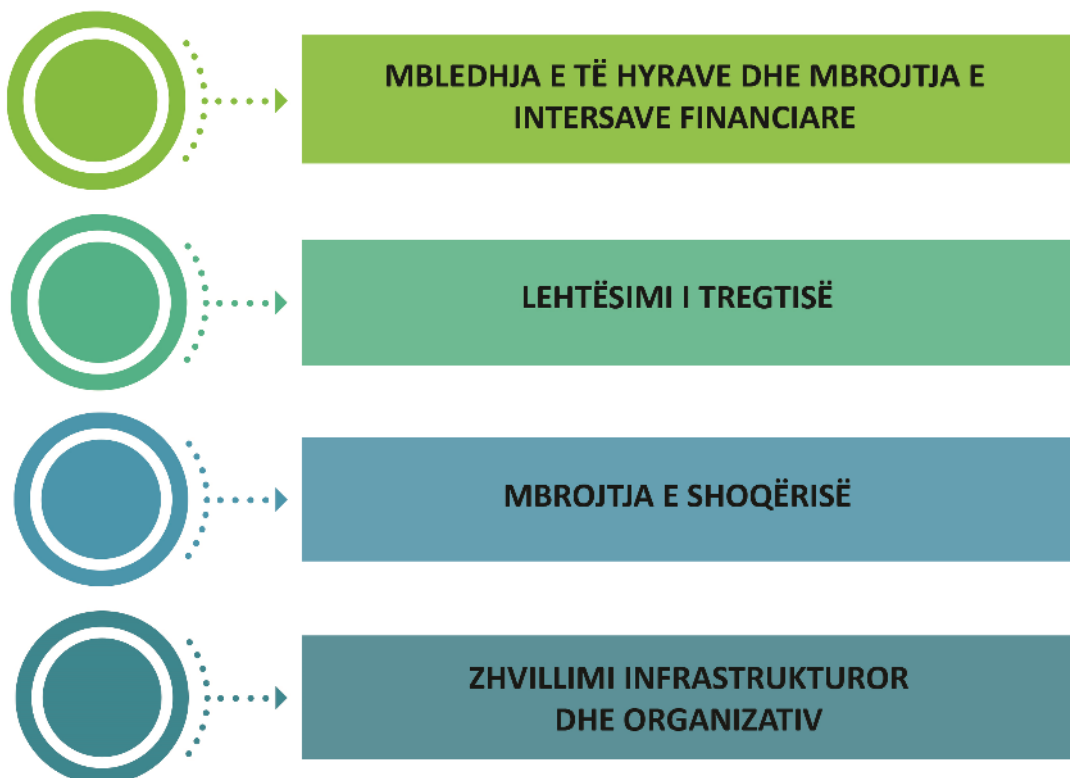 MBLEDHJA E TË HYRAVE DHE MBROJTJA E
INTERSAVE FINANCIARE
LEHTËSIMI I TREGTISË
MBROJTJA E SHOQËRISË
ZHVILLIMI INFRASTRUKTUROR
DHE ORGANIZATIV